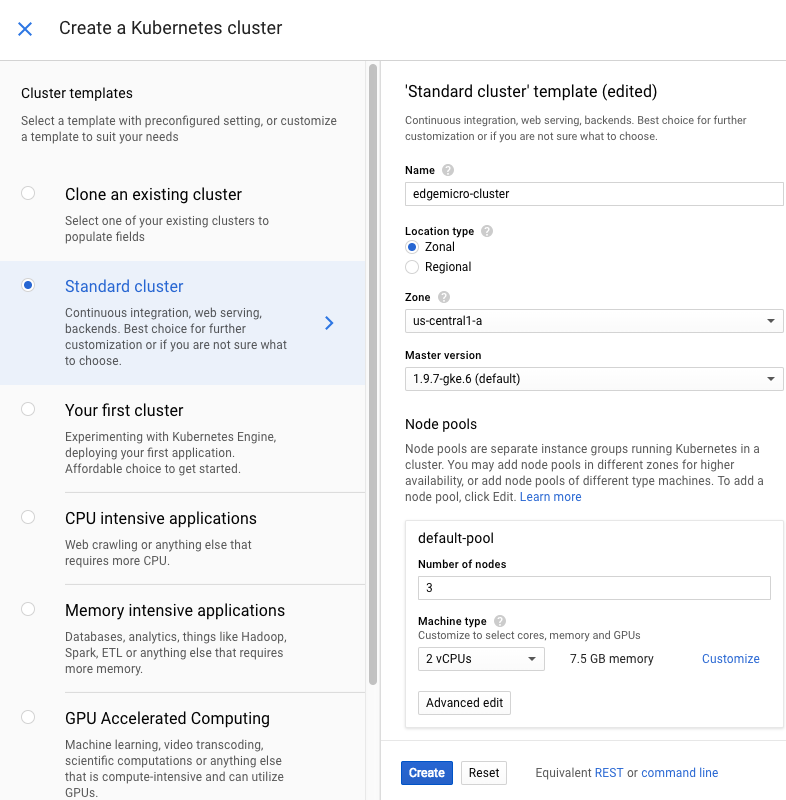 Create a Kubernetes cluster
Cluster templates
Select a template with preconfigured setting, or customize
a template to suit your needs
Clone an existing cluster
Select one of your existing clusters to
populate fields
Standard cluster
Continuous integration, web serving,
backends. Best choice for further
customization or if you are not sure what
to choose.
Your first cluster
Experimenting with Kubernetes Engine,
deploying your first application.
Affordable choice to get started.
CPU intensive applications
Web crawling or anything else that
requires more CPU.
Memory intensive applications
Databases, analytics, things like Hadoop,
Spark, ETL or anything else that requires
more memory.
GPU Accelerated Computing
Machine learning, video transcoding,
scientific computations or anything else
that is compute-intensive and can utilize
GPUs.
'Standard cluster' template (edited)
Continuous integration, web serving, backends. Best choice for further
customization or if you are not sure what to choose.
Name ?
edgemicro-cluster
Location type ?
Zonal
Regional
Zone ?
us-central1-a
Master version
1.9.7-gke.6 (default)
Node pools
Node pools are separate instance groups running Kubernetes in a
cluster. You may add node pools in different zones for higher
availability, or add node pools of different type machines. To add a
node pool, click Edit. Learn more
default-pool
Number of nodes
3
Machine type ?
Customize to select cores, memory and GPUs
2 vCPUs 7.5 GB memory Customize
Advanced edit
Create Reset Equivalent REST or command line